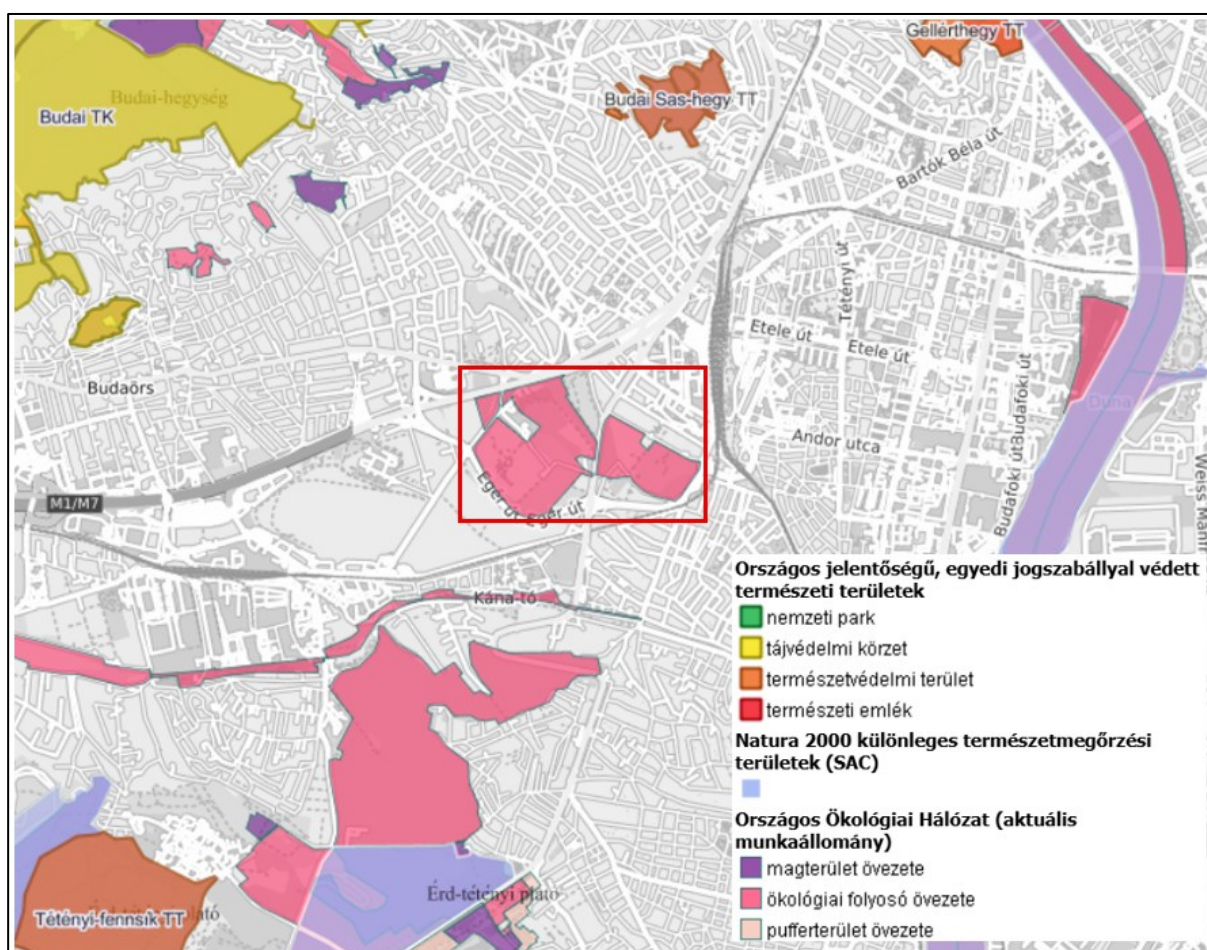 Gellérthegy TT
Budai-hegység
Budai TK
Budai Sas-hegy TT
Bartók Béla út
Tétényi út
Etele út
Etele út
Budaörs
Duna
Andor utca
Budafoki út
Budafoki út
M1/M7
Egér út
Egér út
Kána-tó
Érd-tétényi plató
Tétényi-fennsík TT
Országos jelentőségű, egyedi jogszabállyal védett
természeti területek
nemzeti park
tájvédelmi körzet
természetvédelmi terület
természeti emlék
Natura 2000 különleges természetmegőrzési
területek (SAC)
Országos Ökológiai Hálózat (aktuális
munkaállomány)
magterület övezete
ökológiai folyosó övezete
pufferterület övezete